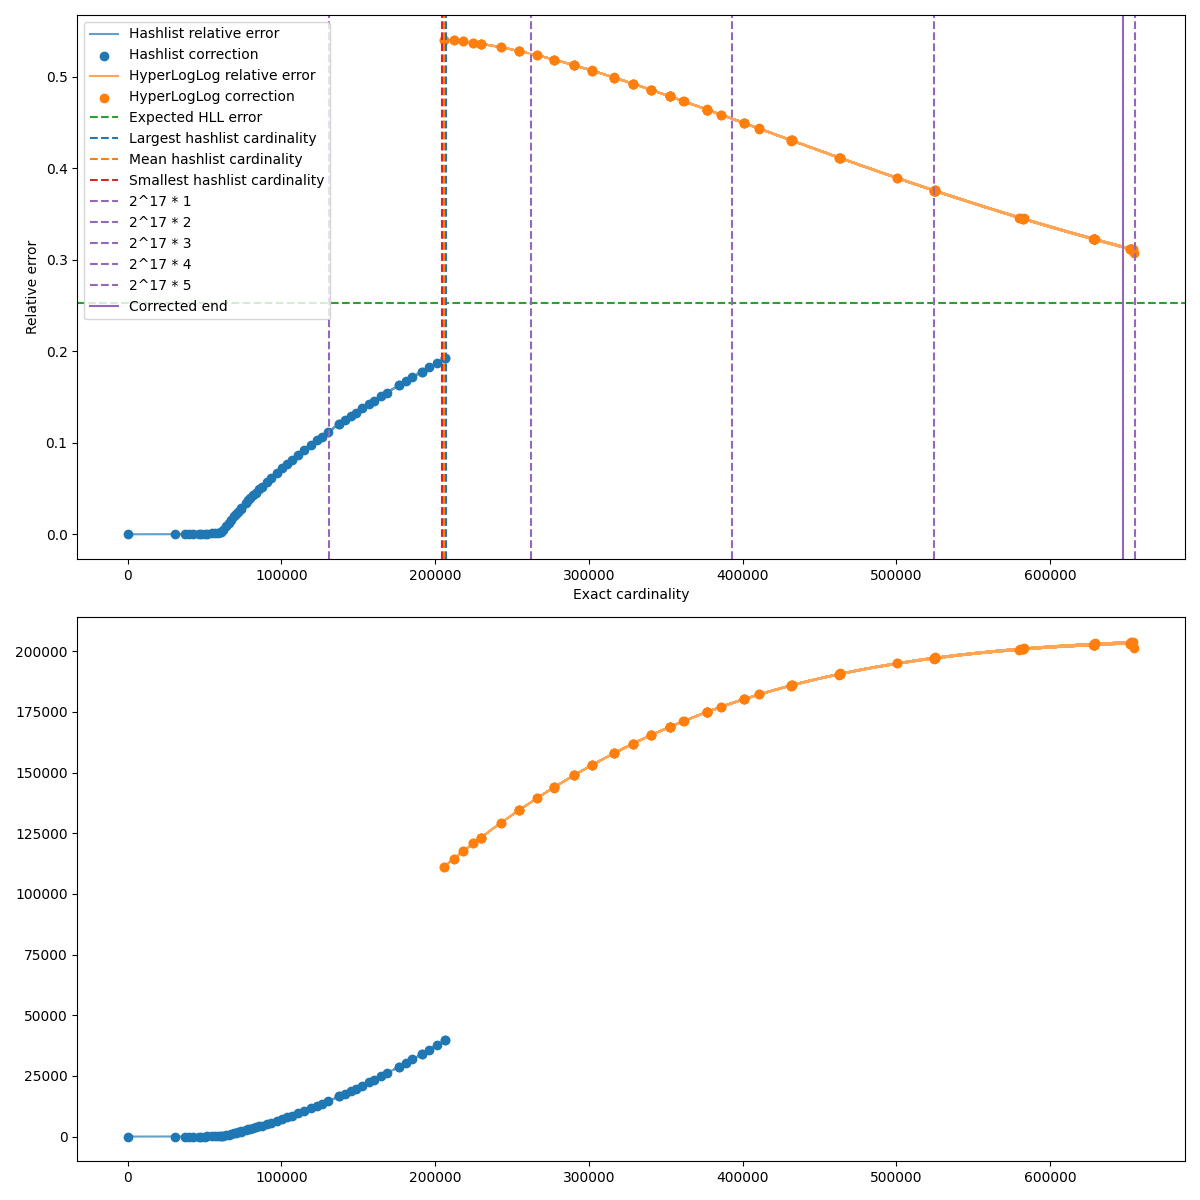 Hashlist relative error
Hashlist correction
HyperLogLog relative error
HyperLogLog correction
Expected HLL error
Largest hashlist cardinality
Mean hashlist cardinality
Smallest hashlist cardinality
2^17 * 1
2^17 * 2
2^17 * 3
2^17 * 4
2^17 * 5
Corrected end
Relative error
0.5
0.4
0.3
0.2
0.1
0.0
0 100000 200000 300000 400000 500000 600000
Exact cardinality
200000
175000
150000
125000
100000
75000
50000
25000
0
0 100000 200000 300000 400000 500000 600000